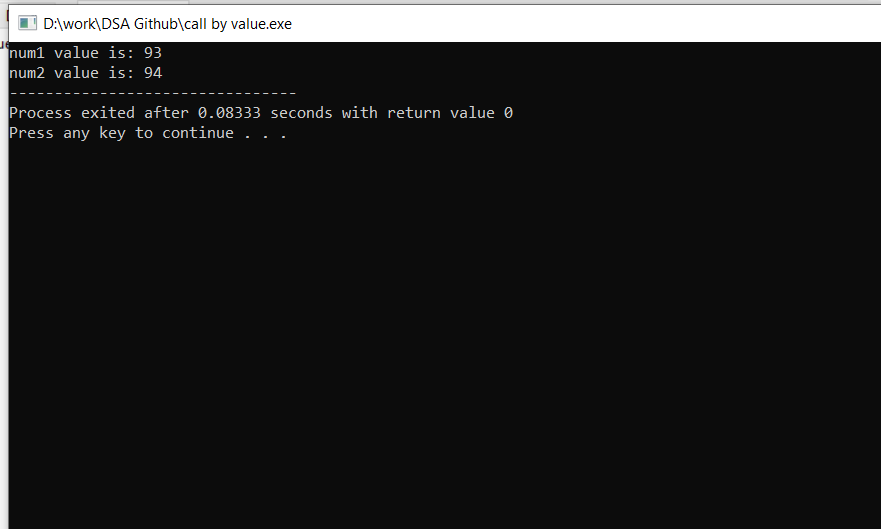 D:\work\DSA Github\call by value.exe
num1 value is: 93
num2 value is: 94
--------------------------------
Process exited after 0.08333 seconds with return value 0
Press any key to continue . . .